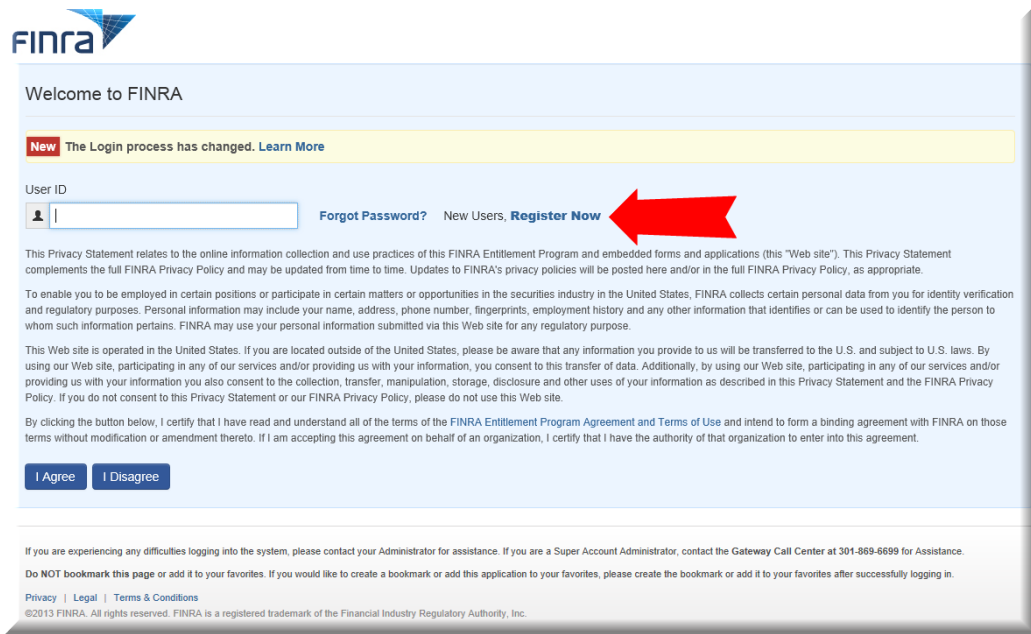 FINra
Welcome to FINRA
New The Login process has changed. Learn More
User ID
Forgot Password? New Users, Register Now
This Privacy Statement relates to the online information collection and use practices of this FINRA Entitlement Program and embedded forms and applications (this "Web site"). This Privacy Statement
complements the full FINRA Privacy Policy and may be updated from time to time. Updates to FINRA's privacy policies will be posted here and/or in the full FINRA Privacy Policy, as appropriate.
To enable you to be employed in certain positions or participate in certain matters or opportunities in the securities industry in the United States, FINRA collects certain personal data from you for identity verification
and regulatory purposes. Personal information may include your name, address, phone number, fingerprints, employment history and any other information that identifies or can be used to identify the person to
whom such information pertains. FINRA may use your personal information submitted via this Web site for any regulatory purpose.
This Web site is operated in the United States. If you are located outside of the United States, please be aware that any information you provide to us will be transferred to the U.S. and subject to U.S. laws. By
using our Web site, participating in any of our services and/or providing us with your information, you consent to this transfer of data. Additionally, by using our Web site, participating in any of our services and/or
providing us with your information you also consent to the collection, transfer, manipulation, storage, disclosure and other uses of your information as described in this Privacy Statement and the FINRA Privacy
Policy. If you do not consent to this Privacy Statement or our FINRA Privacy Policy, please do not use this Web site.
By clicking the button below, I certify that I have read and understand all of the terms of the FINRA Entitlement Program Agreement and Terms of Use and intend to form a binding agreement with FINRA on those
terms without modification or amendment thereto. If I am accepting this agreement on behalf of an organization, I certify that I have the authority of that organization to enter into this agreement.
I Agree I Disagree
If you are experiencing any difficulties logging into the system, please contact your Administrator for assistance. If you are a Super Account Administrator, contact the Gateway Call Center at 301-869-6699 for Assistance.
Do NOT bookmark this page or add it to your favorites. If you would like to create a bookmark or add this application to your favorites, please create the bookmark or add it to your favorites after successfully logging in.
Privacy | Legal | Terms & Conditions
©2013 FINRA. All rights reserved. FINRA is a registered trademark of the Financial Industry Regulatory Authority, Inc.